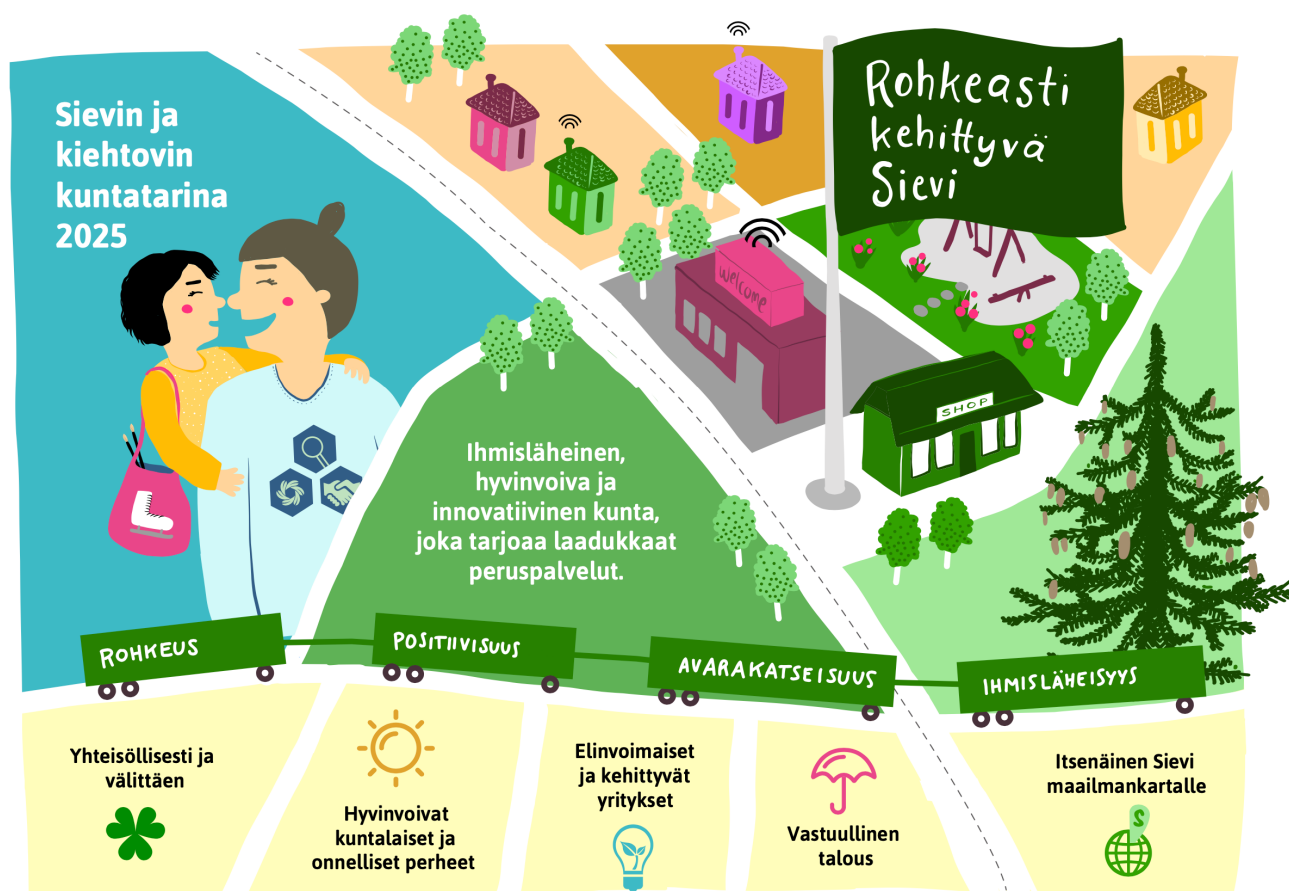 Sievin ja
kiehtovin
kuntatarina
2025
Rohkeasti
kehittyvä
Sievi
welcome
SHOP
Ihmisläheinen,
hyvinvoiva ja
innovatiivinen kunta,
joka tarjoaa laadukkaat
peruspalvelut.
ROHKEUS
POSITIIVISUUS
AVARAKATSEISUUS
IHMISLÄHEISYYS
Yhteisöllisesti ja
välittäen
Hyvinvoivat
kuntalaiset ja
onnelliset perheet
Elinvoimaiset
ja kehittyvät
yritykset
Vastuullinen
talous
Itsenäinen Sievi
maailmankartalle
S